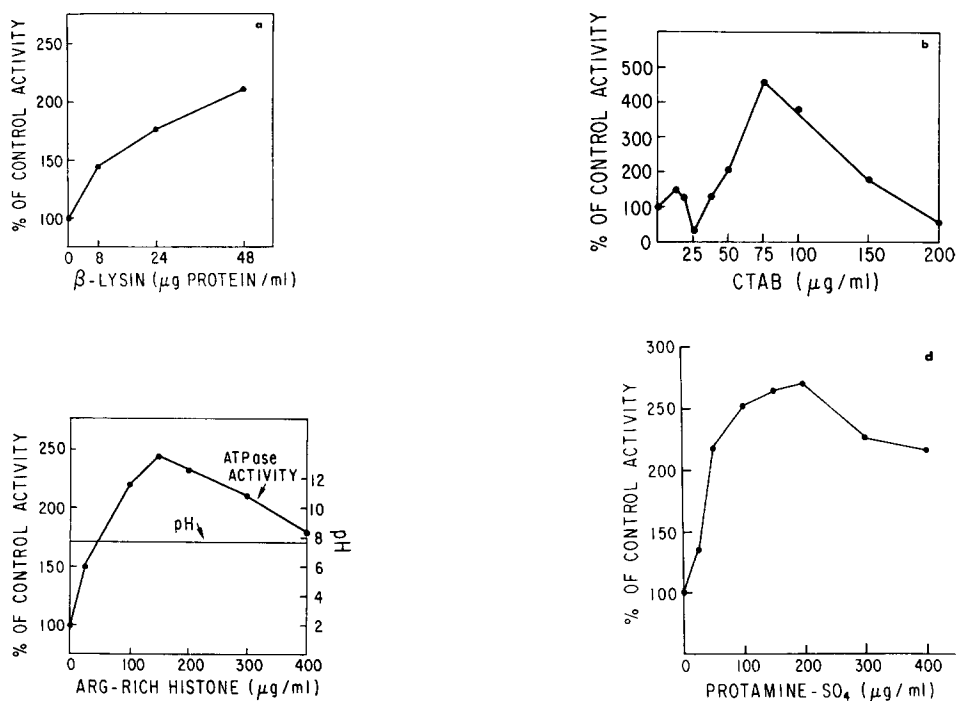 a
% OF CONTROL ACTIVITY
250
200
150
100
0 8 24 48
β-LYSIN (μg PROTEIN/ml)
b
% OF CONTROL ACTIVITY
500
400
300
200
100
0
25 50 75 100 150 200
CTAB (μg/ml)
% OF CONTROL ACTIVITY
250
200
150
100
ATPase
ACTIVITY
pH
12
10
8
6
4
2
pH
0 100 200 300 400
ARG-RICH HISTONE (μg/ml)
d
% OF CONTROL ACTIVITY
300
250
200
150
100
0 100 200 300 400
PROTAMINE-SO₄ (μg/ml)